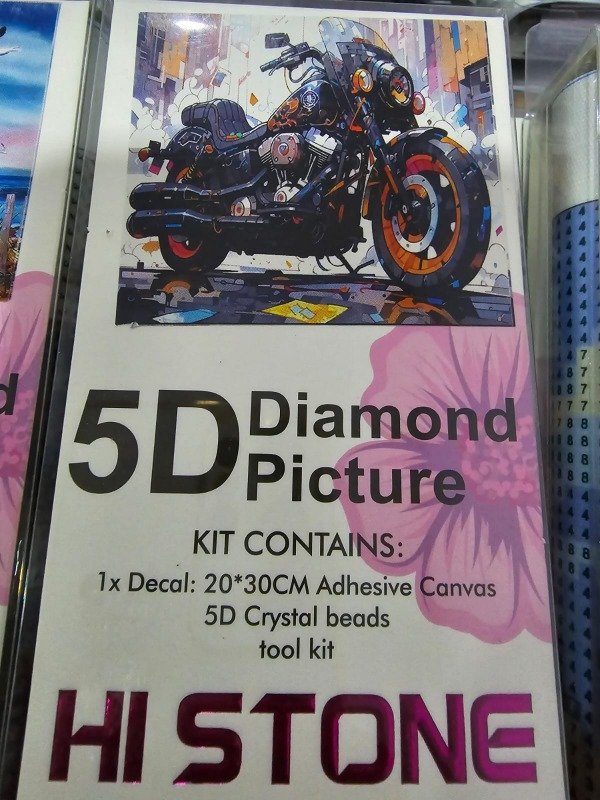 5D Diamond
Picture
KIT CONTAINS:
1x Decal: 20*30CM Adhesive Canvas
5D Crystal beads
tool kit
HI STONE